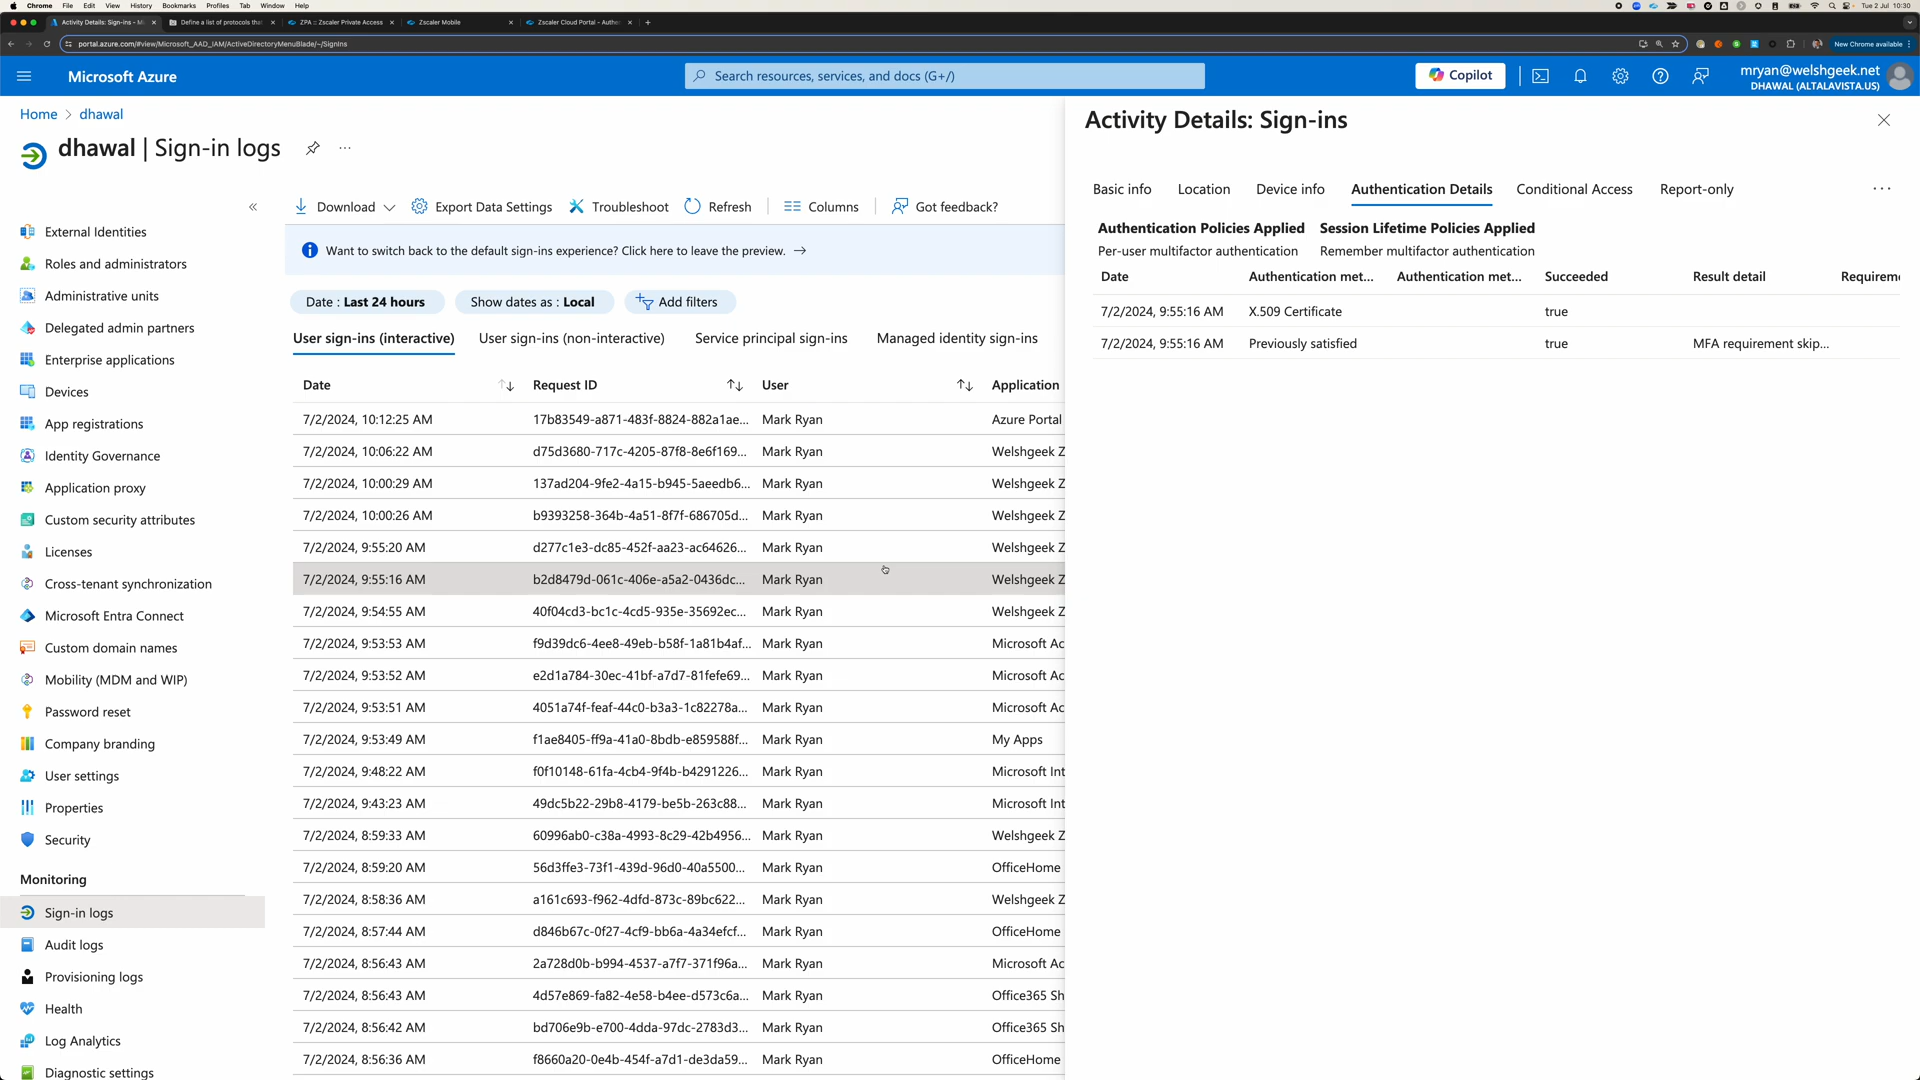 Chrome File Edit View History Bookmarks Profiles Tab Window Help Tue 2 Jul 10:30
Activity Details: Sign-ins – Mi Define a list of protocols that ZPA :: Zscaler Private Access Zscaler Mobile Zscaler Cloud Portal – Authen
portal.azure.com/#view/Microsoft_AAD_IAM/ActiveDirectoryMenuBlade/~/SignIns New Chrome available
Microsoft Azure
Search resources, services, and docs (G+/)
Copilot
mryan@welshgeek.net
DHAWAL (ALTALAVISTA.US)
Home > dhawal
dhawal | Sign-in logs
External Identities
Roles and administrators
Administrative units
Delegated admin partners
Enterprise applications
Devices
App registrations
Identity Governance
Application proxy
Custom security attributes
Licenses
Cross-tenant synchronization
Microsoft Entra Connect
Custom domain names
Mobility (MDM and WIP)
Password reset
Company branding
User settings
Properties
Security
Monitoring
Sign-in logs
Audit logs
Provisioning logs
Health
Log Analytics
Diagnostic settings
Download Export Data Settings Troubleshoot Refresh Columns Got feedback?
Want to switch back to the default sign-ins experience? Click here to leave the preview. →
Date : Last 24 hours Show dates as : Local Add filters
User sign-ins (interactive) User sign-ins (non-interactive) Service principal sign-ins Managed identity sign-ins
Date Request ID User Application
7/2/2024, 10:12:25 AM 17b83549-a871-483f-8824-882a1ae... Mark Ryan Azure Portal
7/2/2024, 10:06:22 AM d75d3680-717c-4205-87f8-8e6f169... Mark Ryan Welshgeek Z
7/2/2024, 10:00:29 AM 137ad204-9fe2-4a15-b945-5aeedb6... Mark Ryan Welshgeek Z
7/2/2024, 10:00:26 AM b9393258-364b-4a51-8f7f-686705d... Mark Ryan Welshgeek Z
7/2/2024, 9:55:20 AM d277c1e3-dc85-452f-aa23-ac64626... Mark Ryan Welshgeek Z
7/2/2024, 9:55:16 AM b2d8479d-061c-406e-a5a2-0436dc... Mark Ryan Welshgeek Z
7/2/2024, 9:54:55 AM 40f04cd3-bc1c-4cd5-935e-35692ec... Mark Ryan Welshgeek Z
7/2/2024, 9:53:53 AM f9d39dc6-4ee8-49eb-b58f-1a81b4af... Mark Ryan Microsoft Ac
7/2/2024, 9:53:52 AM e2d1a784-30ec-41bf-a7d7-81fefe69... Mark Ryan Microsoft Ac
7/2/2024, 9:53:51 AM 4051a74f-feaf-44c0-b3a3-1c82278a... Mark Ryan Microsoft Ac
7/2/2024, 9:53:49 AM f1ae8405-ff9a-41a0-8bdb-e859588f... Mark Ryan My Apps
7/2/2024, 9:48:22 AM f0f10148-61fa-4cb4-9f4b-b4291226... Mark Ryan Microsoft Int
7/2/2024, 9:43:23 AM 49dc5b22-29b8-4179-be5b-263c88... Mark Ryan Microsoft Int
7/2/2024, 8:59:33 AM 60996ab0-c38a-4993-8c29-42b4956... Mark Ryan Welshgeek Z
7/2/2024, 8:59:20 AM 56d3ffe3-73f1-439d-96d0-40a5500... Mark Ryan OfficeHome
7/2/2024, 8:58:36 AM a161c693-f962-4dfd-873c-89bc622... Mark Ryan Welshgeek Z
7/2/2024, 8:57:44 AM d846b67c-0f27-4cf9-bb6a-4a34efcf... Mark Ryan OfficeHome
7/2/2024, 8:56:43 AM 2a728d0b-b994-4537-a7f7-371f96a... Mark Ryan Microsoft Ac
7/2/2024, 8:56:43 AM 4d57e869-fa82-4e58-b4ee-d573c6a... Mark Ryan Office365 Sh
7/2/2024, 8:56:42 AM bd706e9b-e700-4dda-97dc-2783d3... Mark Ryan Office365 Sh
7/2/2024, 8:56:36 AM f8660a20-0e4b-454f-a7d1-de3da59... Mark Ryan OfficeHome
Activity Details: Sign-ins
Basic info Location Device info Authentication Details Conditional Access Report-only
Authentication Policies Applied Session Lifetime Policies Applied
Per-user multifactor authentication Remember multifactor authentication
Date Authentication met... Authentication met... Succeeded Result detail Requireme
7/2/2024, 9:55:16 AM X.509 Certificate true
7/2/2024, 9:55:16 AM Previously satisfied true MFA requirement skip...